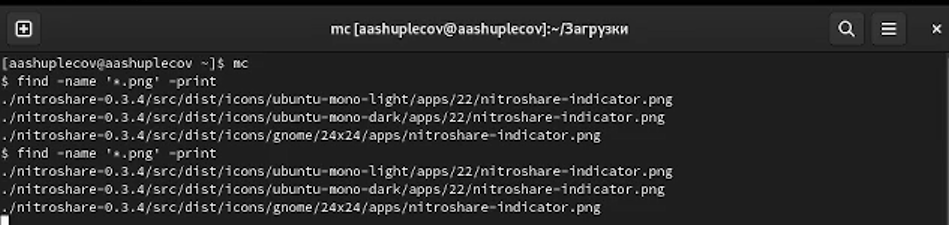 mc [aashuplecov@aashuplecov]:~/Загрузки
[aashuplecov@aashuplecov ~]$ mc
$ find -name '*.png' -print
./nitroshare-0.3.4/src/dist/icons/ubuntu-mono-light/apps/22/nitroshare-indicator.png
./nitroshare-0.3.4/src/dist/icons/ubuntu-mono-dark/apps/22/nitroshare-indicator.png
./nitroshare-0.3.4/src/dist/icons/gnome/24x24/apps/nitroshare-indicator.png
$ find -name '*.png' -print
./nitroshare-0.3.4/src/dist/icons/ubuntu-mono-light/apps/22/nitroshare-indicator.png
./nitroshare-0.3.4/src/dist/icons/ubuntu-mono-dark/apps/22/nitroshare-indicator.png
./nitroshare-0.3.4/src/dist/icons/gnome/24x24/apps/nitroshare-indicator.png